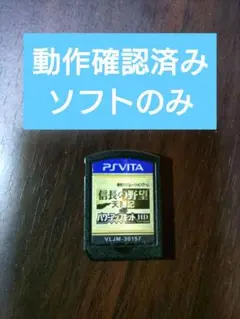 動作確認済み
ソフトのみ
PSVITA
信長の野望
天翔記
パワーアップキット HD
VLJM-30157